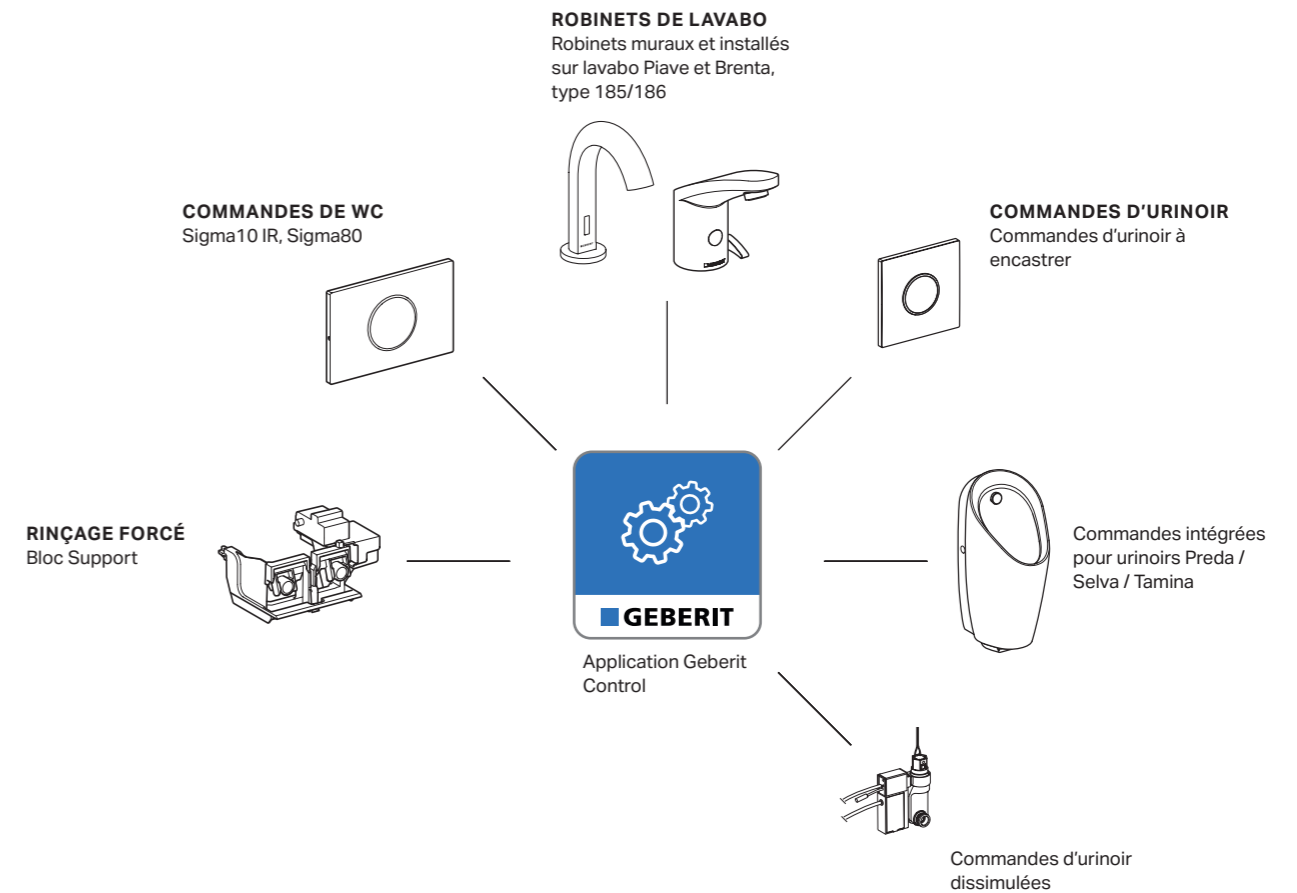 ROBINETS DE LAVABO
Robinets muraux et installés
sur lavabo Piave et Brenta,
type 185/186
COMMANDES DE WC
Sigma10 IR, Sigma80
COMMANDES D'URINOIR
Commandes d'urinoir à
encastrer
RINÇAGE FORCÉ
Bloc Support
GEBERIT
Application Geberit
Control
Commandes intégrées
pour urinoirs Preda /
Selva / Tamina
Commandes d'urinoir
dissimulées